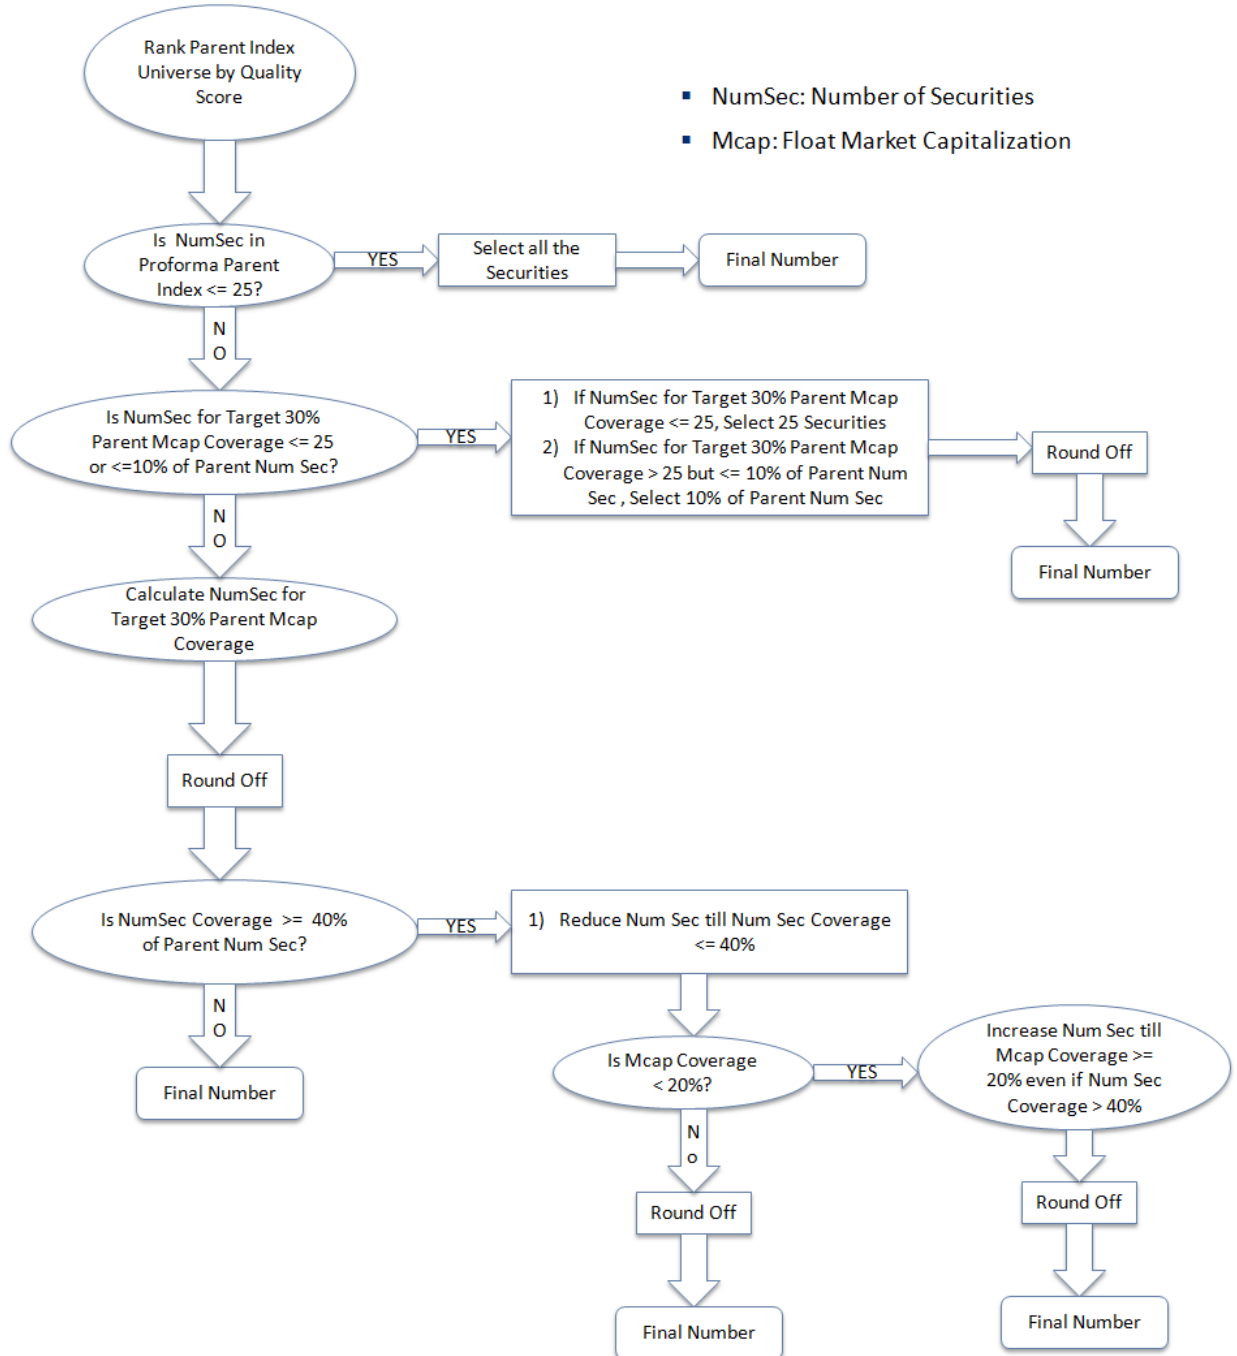 Rank Parent Index
Universe by Quality
Score
▪ NumSec: Number of Securities
▪ Mcap: Float Market Capitalization
Is NumSec in
Proforma Parent
Index <= 25?
YES
Select all the
Securities
Final Number
N
O
Is NumSec for Target 30%
Parent Mcap Coverage <= 25
or <=10% of Parent Num Sec?
YES
1) If NumSec for Target 30% Parent Mcap
Coverage <= 25, Select 25 Securities
2) If NumSec for Target 30% Parent Mcap
Coverage > 25 but <= 10% of Parent Num
Sec , Select 10% of Parent Num Sec
Round Off
Final Number
N
O
Calculate NumSec for
Target 30% Parent Mcap
Coverage
Round Off
Is NumSec Coverage >= 40%
of Parent Num Sec?
YES
1) Reduce Num Sec till Num Sec Coverage
<= 40%
N
O
Final Number
Is Mcap Coverage
< 20%?
YES
Increase Num Sec till
Mcap Coverage >=
20% even if Num Sec
Coverage > 40%
N
o
Round Off
Final Number
Round Off
Final Number